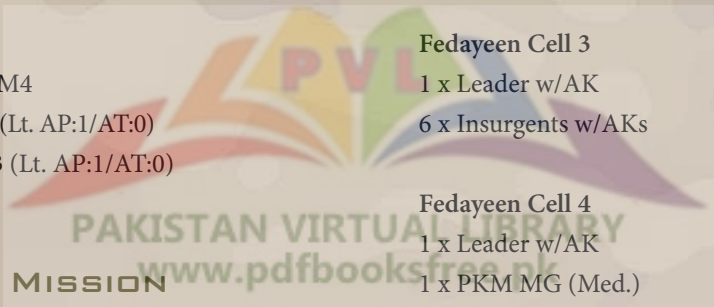 M4
(Lt. AP:1/AT:0)
(Lt. AP:1/AT:0)
MISSION
Fedayeen Cell 3
1 x Leader w/AK
6 x Insurgents w/AKs
Fedayeen Cell 4
1 x Leader w/AK
1 x PKM MG (Med.)
PVL
PAKISTAN VIRTUAL LIBRARY
www.pdfbooksfree.pk